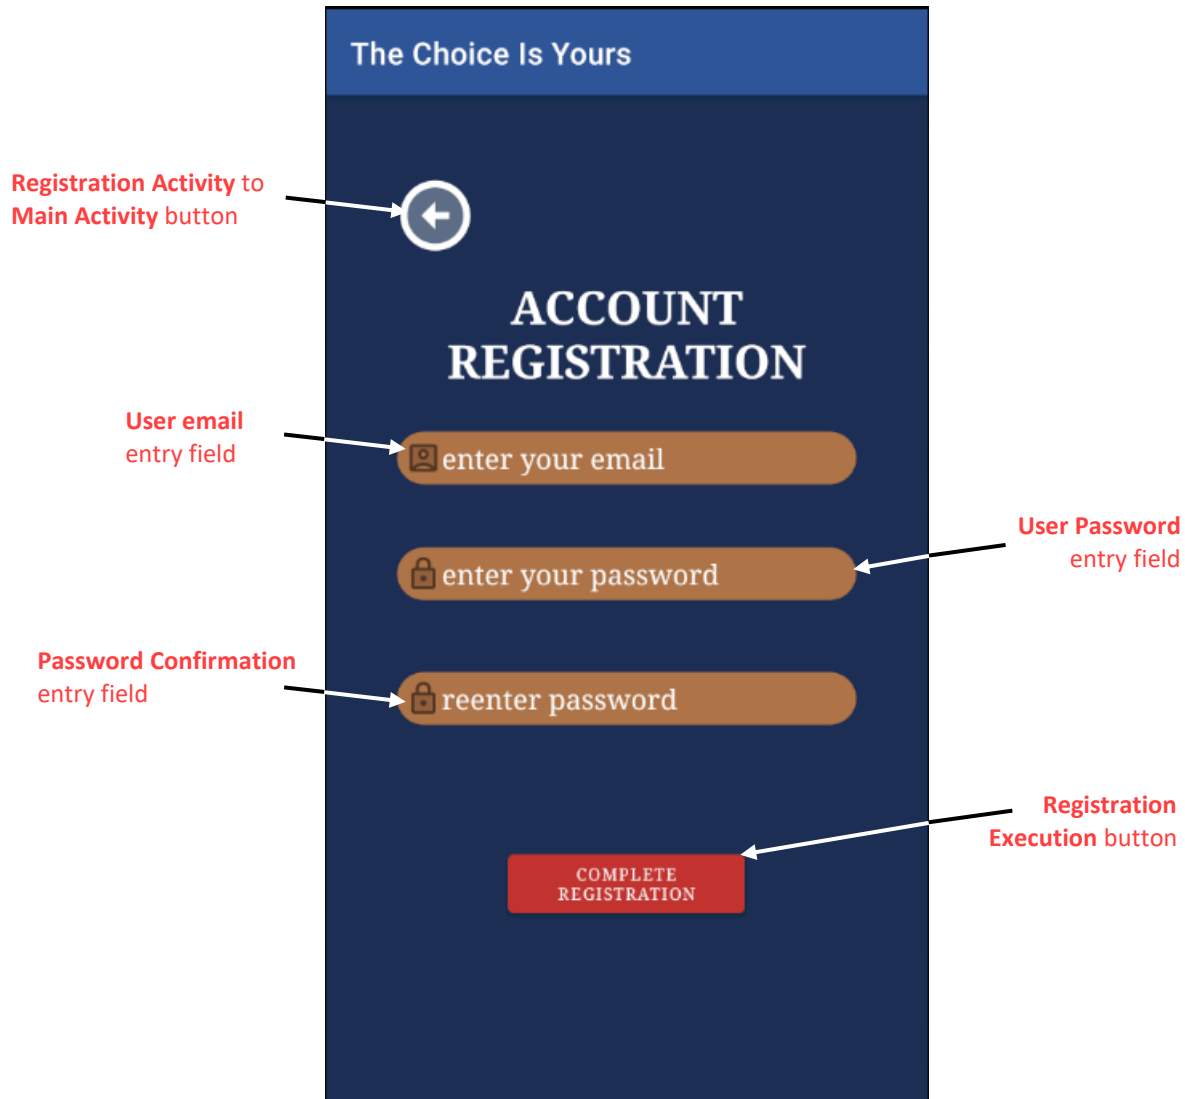 The Choice Is Yours
Registration Activity to
Main Activity button
ACCOUNT
REGISTRATION
User email
entry field
enter your email
User Password
entry field
enter your password
Password Confirmation
entry field
reenter password
Registration
Execution button
COMPLETE
REGISTRATION